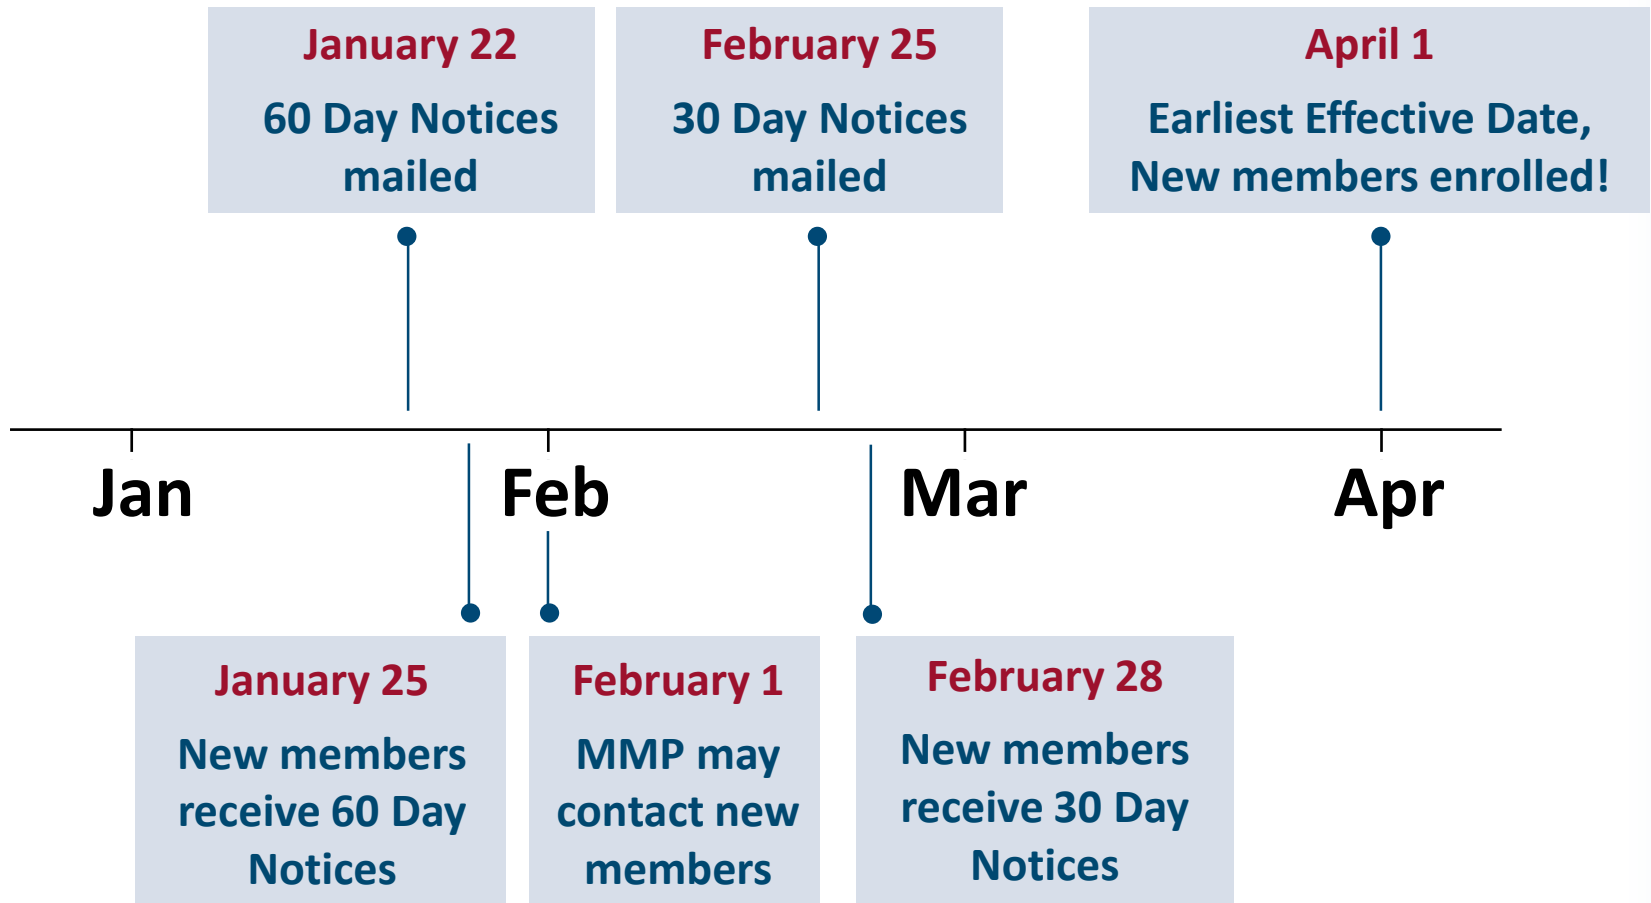 January 22
60 Day Notices
mailed
February 25
30 Day Notices
mailed
April 1
Earliest Effective Date,
New members enrolled!
Jan
Feb
Mar
Apr
January 25
New members
receive 60 Day
Notices
February 1
MMP may
contact new
members
February 28
New members
receive 30 Day
Notices